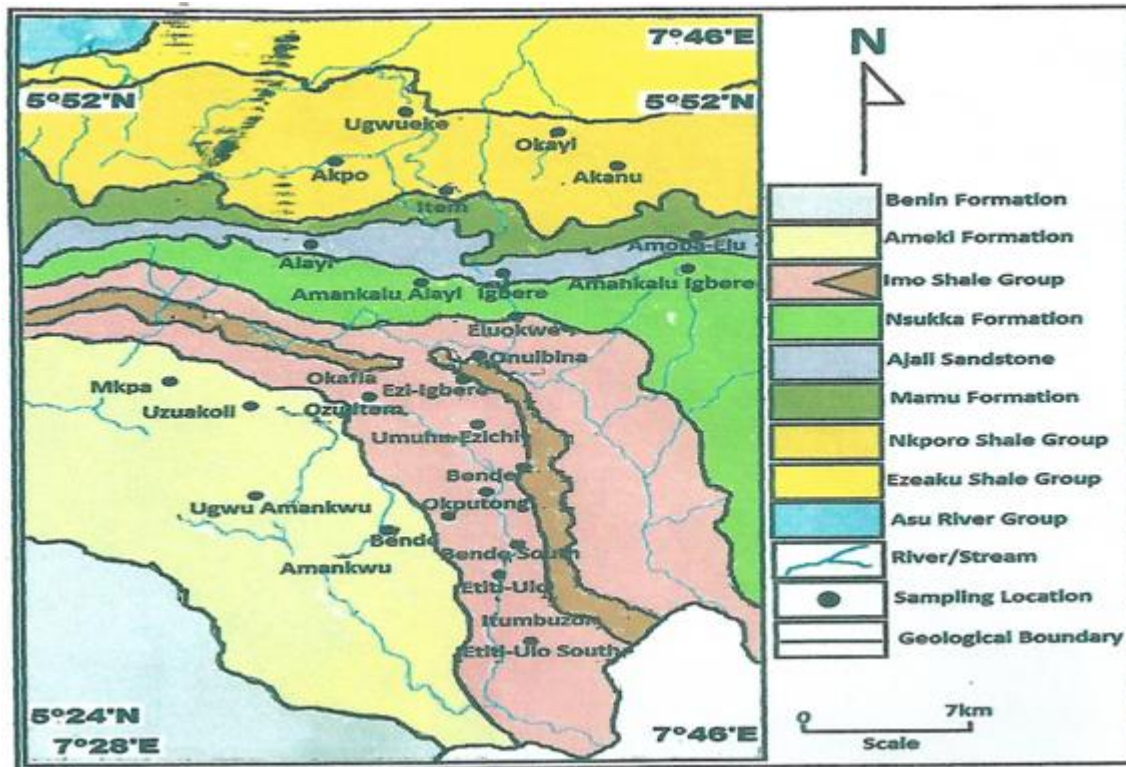 7°46'E
N
5°52'N
5°52'N
Ugwueke
Okayi
Akpo
Akanu
Item
Benin Formation
Ameki Formation
Alayi
Imo Shale Group
Amankalu Alayi
Igbere
Amahkalu Igbere
Nsukka Formation
Eluokwe
Onuibina
Ajali Sandstone
Okafia
Ezi-Igbere
Mkpa
Uzuakoli
Ozuitem
Mamu Formation
Umuhu-Ezichi
Nkporo Shale Group
Bende
Ezeaku Shale Group
Ugwu Amankwu
Okputong
Asu River Group
Bende
Bende-South
River/Stream
Amankwu
Etiti-Ulo
Sampling Location
Itumbuzon
Etiti-Ulo South
Geological Boundary
5°24'N
7°28'E
7°46'E
0
7km
Scale